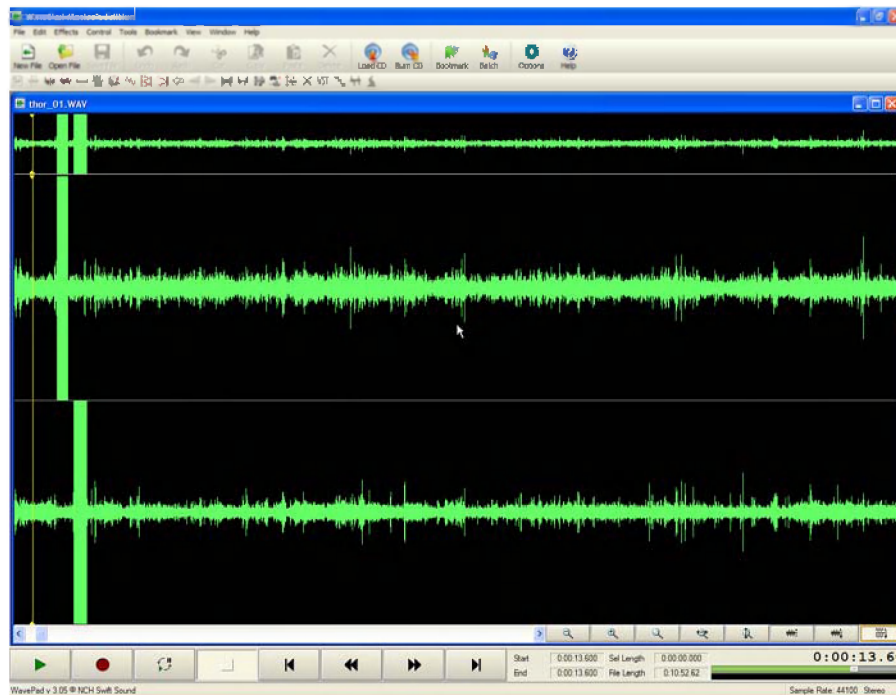 File Edit Effects Control Tools Bookmark View Window Help
New File Open File Load CD Burn CD Bookmark Batch Options Help
VST
thor_01.WAV
Start 0:00:13.600 Sel Length 0:00:00.000 0:00:13.6
End 0:00:13.600 File Length 0:10:52.62
WavePad v 3.05 © NCH Swift Sound Sample Rate: 44100 Stereo